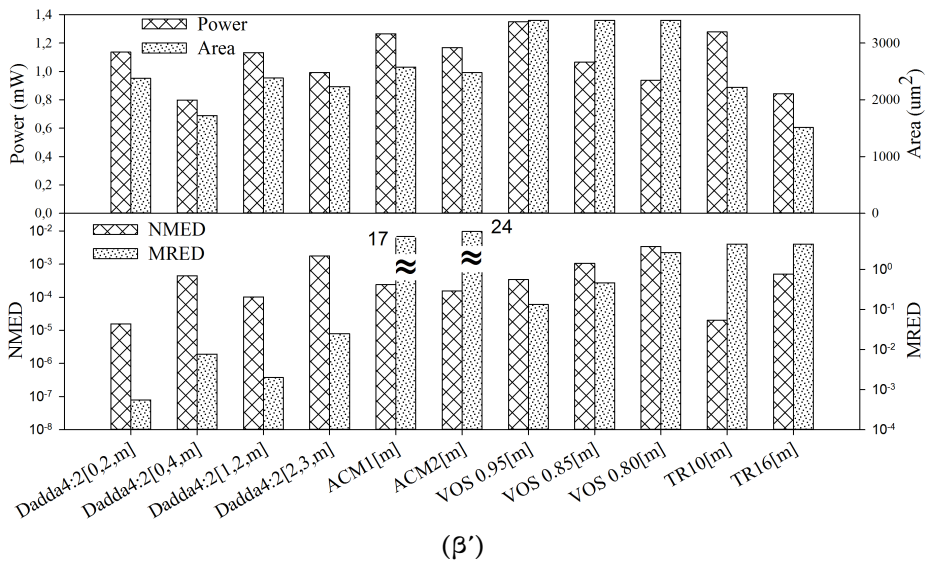 1,4
1,2
1,0
0,8
0,6
0,4
0,2
0,0
Power (mW)
Power
Area
3000
2000
1000
0
Area (um²)
10⁻²
10⁻³
10⁻⁴
10⁻⁵
10⁻⁶
10⁻⁷
10⁻⁸
NMED
NMED
MRED
17
24
10⁰
10⁻¹
10⁻²
10⁻³
10⁻⁴
MRED
Dadda4:2[0,2,m]
Dadda4:2[0,4,m]
Dadda4:2[1,2,m]
Dadda4:2[2,3,m]
ACM1[m]
ACM2[m]
VOS 0.95[m]
VOS 0.85[m]
VOS 0.80[m]
TR10[m]
TR16[m]
(β′)